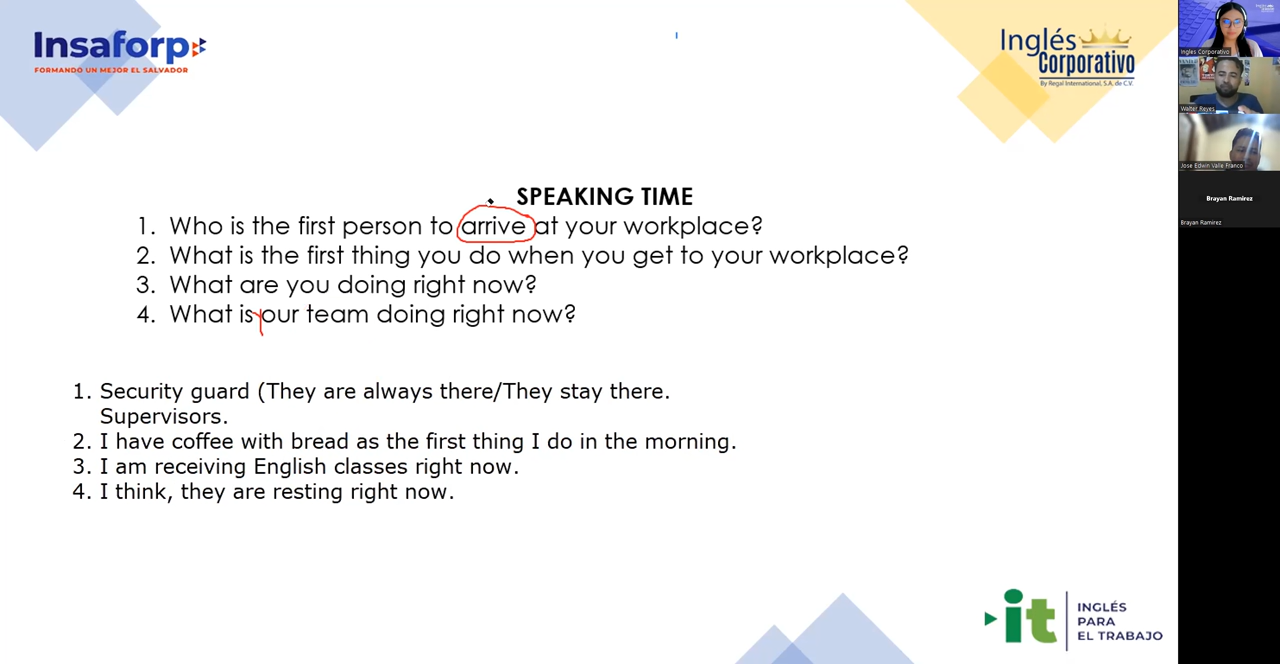 Insaforp
FORMANDO UN MEJOR EL SALVADOR
Inglés
Corporativo
By Regal International, S.A. de C.V.
SPEAKING TIME
1. Who is the first person to arrive at your workplace?
2. What is the first thing you do when you get to your workplace?
3. What are you doing right now?
4. What is your team doing right now?
1. Security guard (They are always there/They stay there.
Supervisors.
2. I have coffee with bread as the first thing I do in the morning.
3. I am receiving English classes right now.
4. I think, they are resting right now.
it
INGLÉS
PARA
EL TRABAJO
Inglés Corporativo
Walter Reyes
Jose Edwin Valle Franco
Brayan Ramirez
Brayan Ramirez